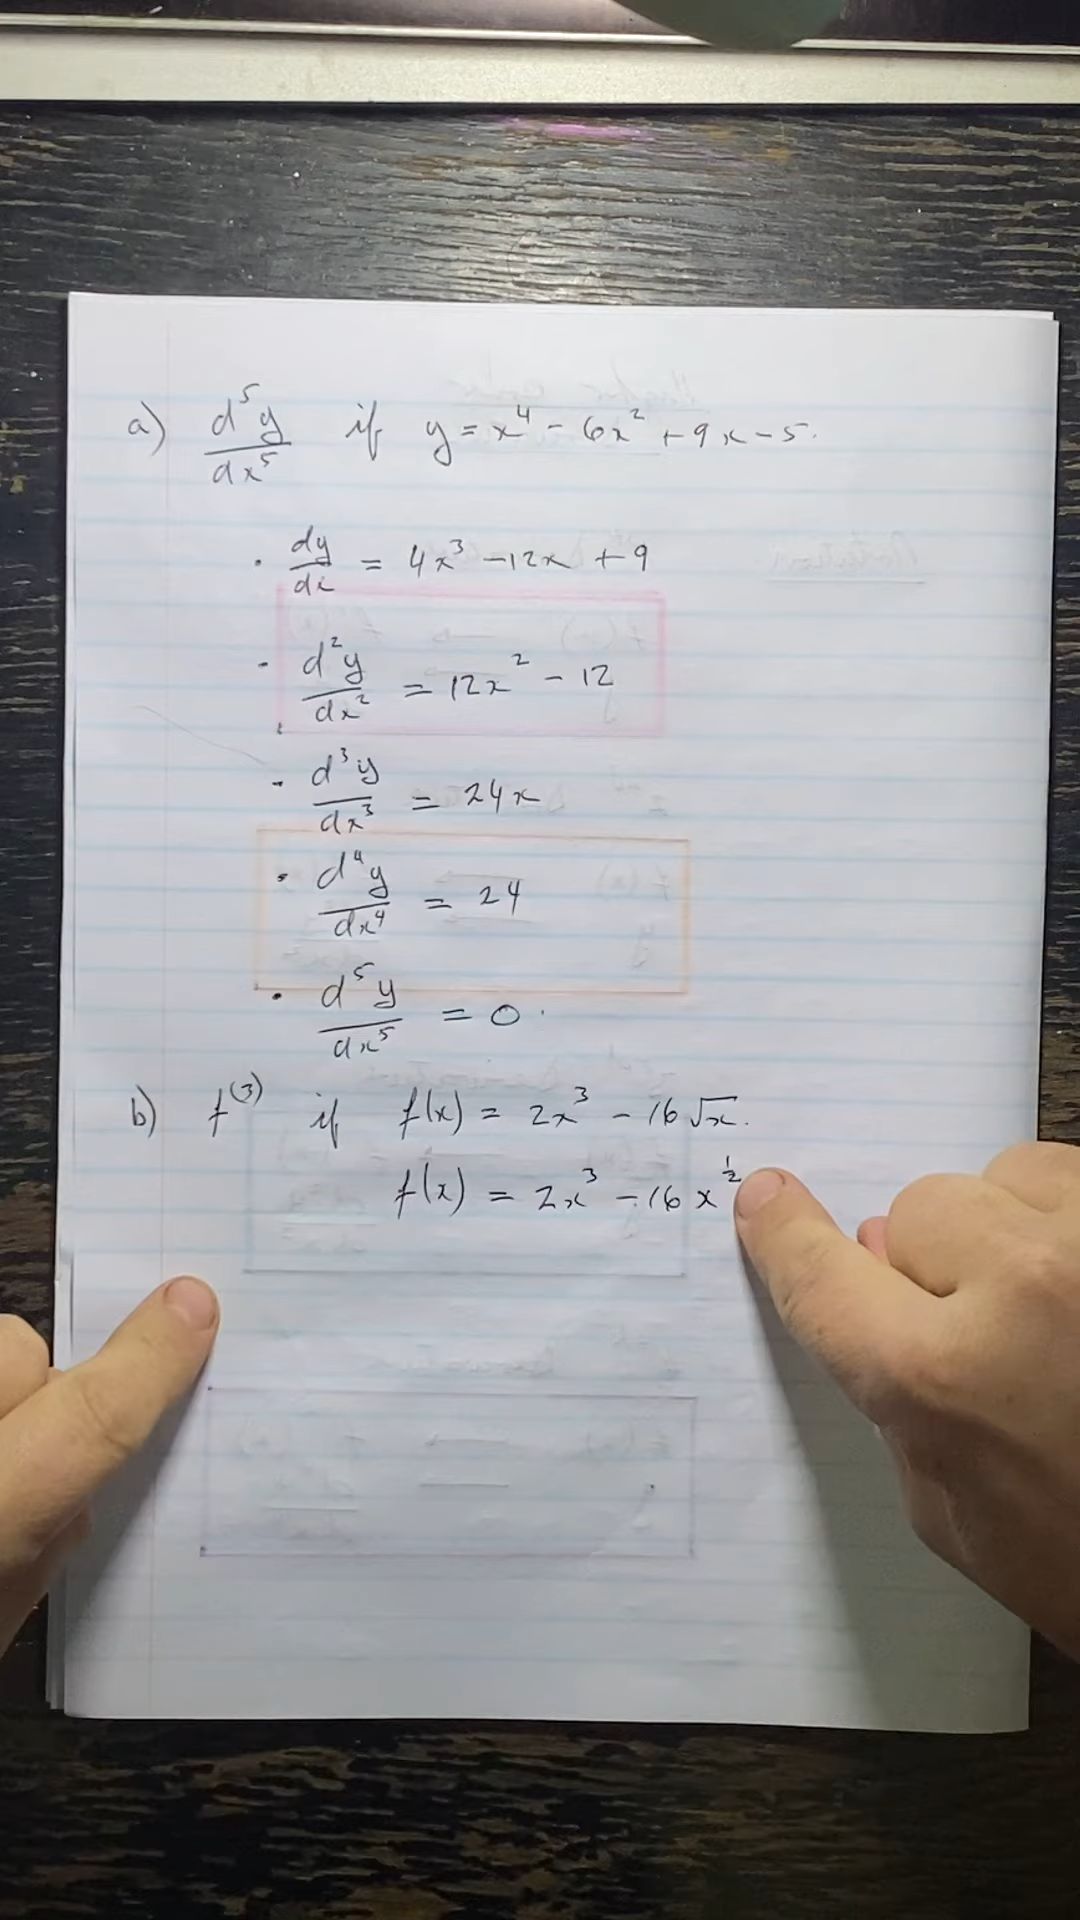 a) d⁵y/dx⁵ if y = x⁴ - 6x² + 9x - 5.
· dy/dx = 4x³ - 12x + 9
- d²y/dx² = 12x² - 12
- d³y/dx³ = 24x
· d⁴y/dx⁴ = 24
· d⁵y/dx⁵ = 0.
b) f⁽³⁾ if f(x) = 2x³ - 16√x.
f(x) = 2x³ - 16x^½